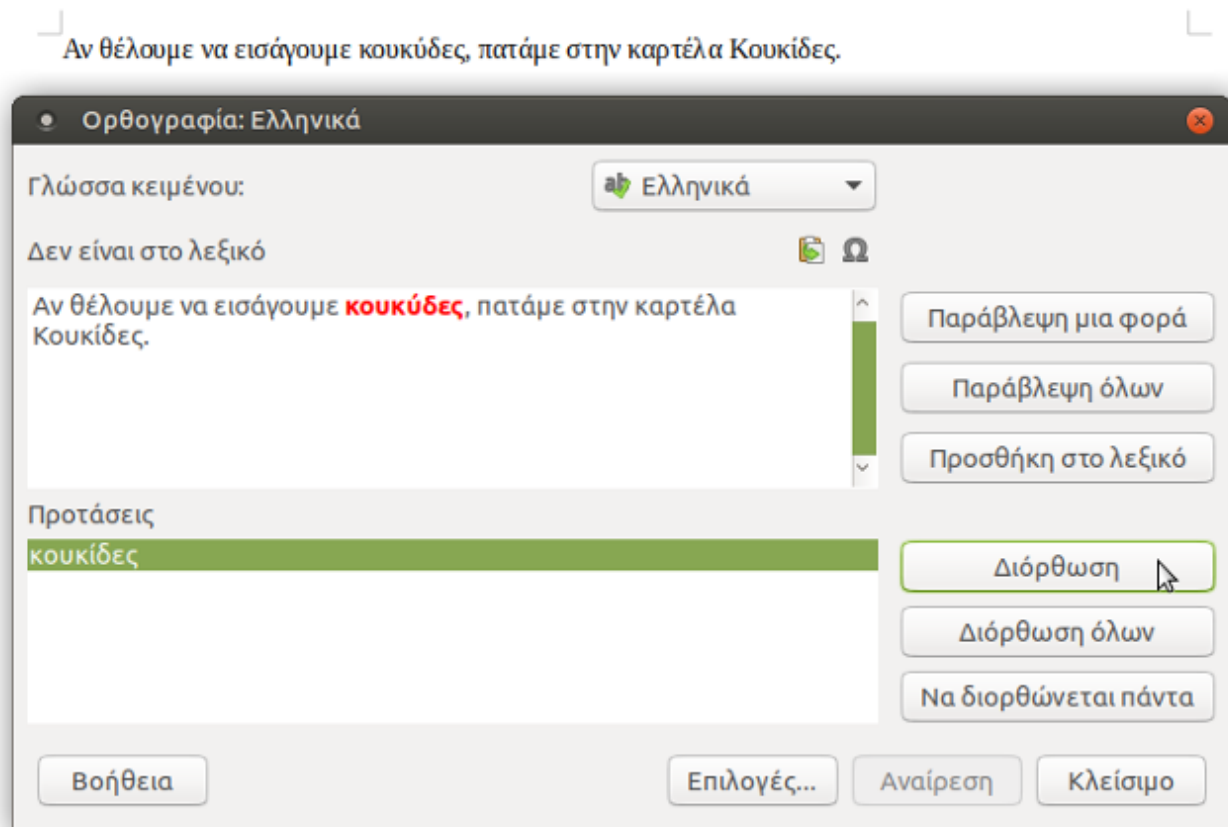 Αν θέλουμε να εισάγουμε κουκύδες, πατάμε στην καρτέλα Κουκίδες.
Ορθογραφία: Ελληνικά
Γλώσσα κειμένου:
Ελληνικά
Δεν είναι στο λεξικό
Αν θέλουμε να εισάγουμε κουκύδες, πατάμε στην καρτέλα
Κουκίδες.
Παράβλεψη μια φορά
Παράβλεψη όλων
Προσθήκη στο λεξικό
Προτάσεις
κουκίδες
Διόρθωση
Διόρθωση όλων
Να διορθώνεται πάντα
Βοήθεια
Επιλογές...
Αναίρεση
Κλείσιμο